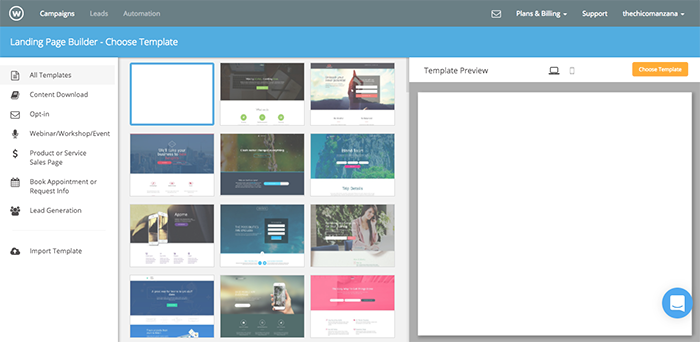 w Campaigns Leads Automation Plans & Billing Support thechicomanzana
Landing Page Builder - Choose Template
All Templates
Content Download
Opt-in
Webinar/Workshop/Event
Product or Service
Sales Page
Book Appointment or
Request Info
Lead Generation
Import Template
Template Preview
Choose Template